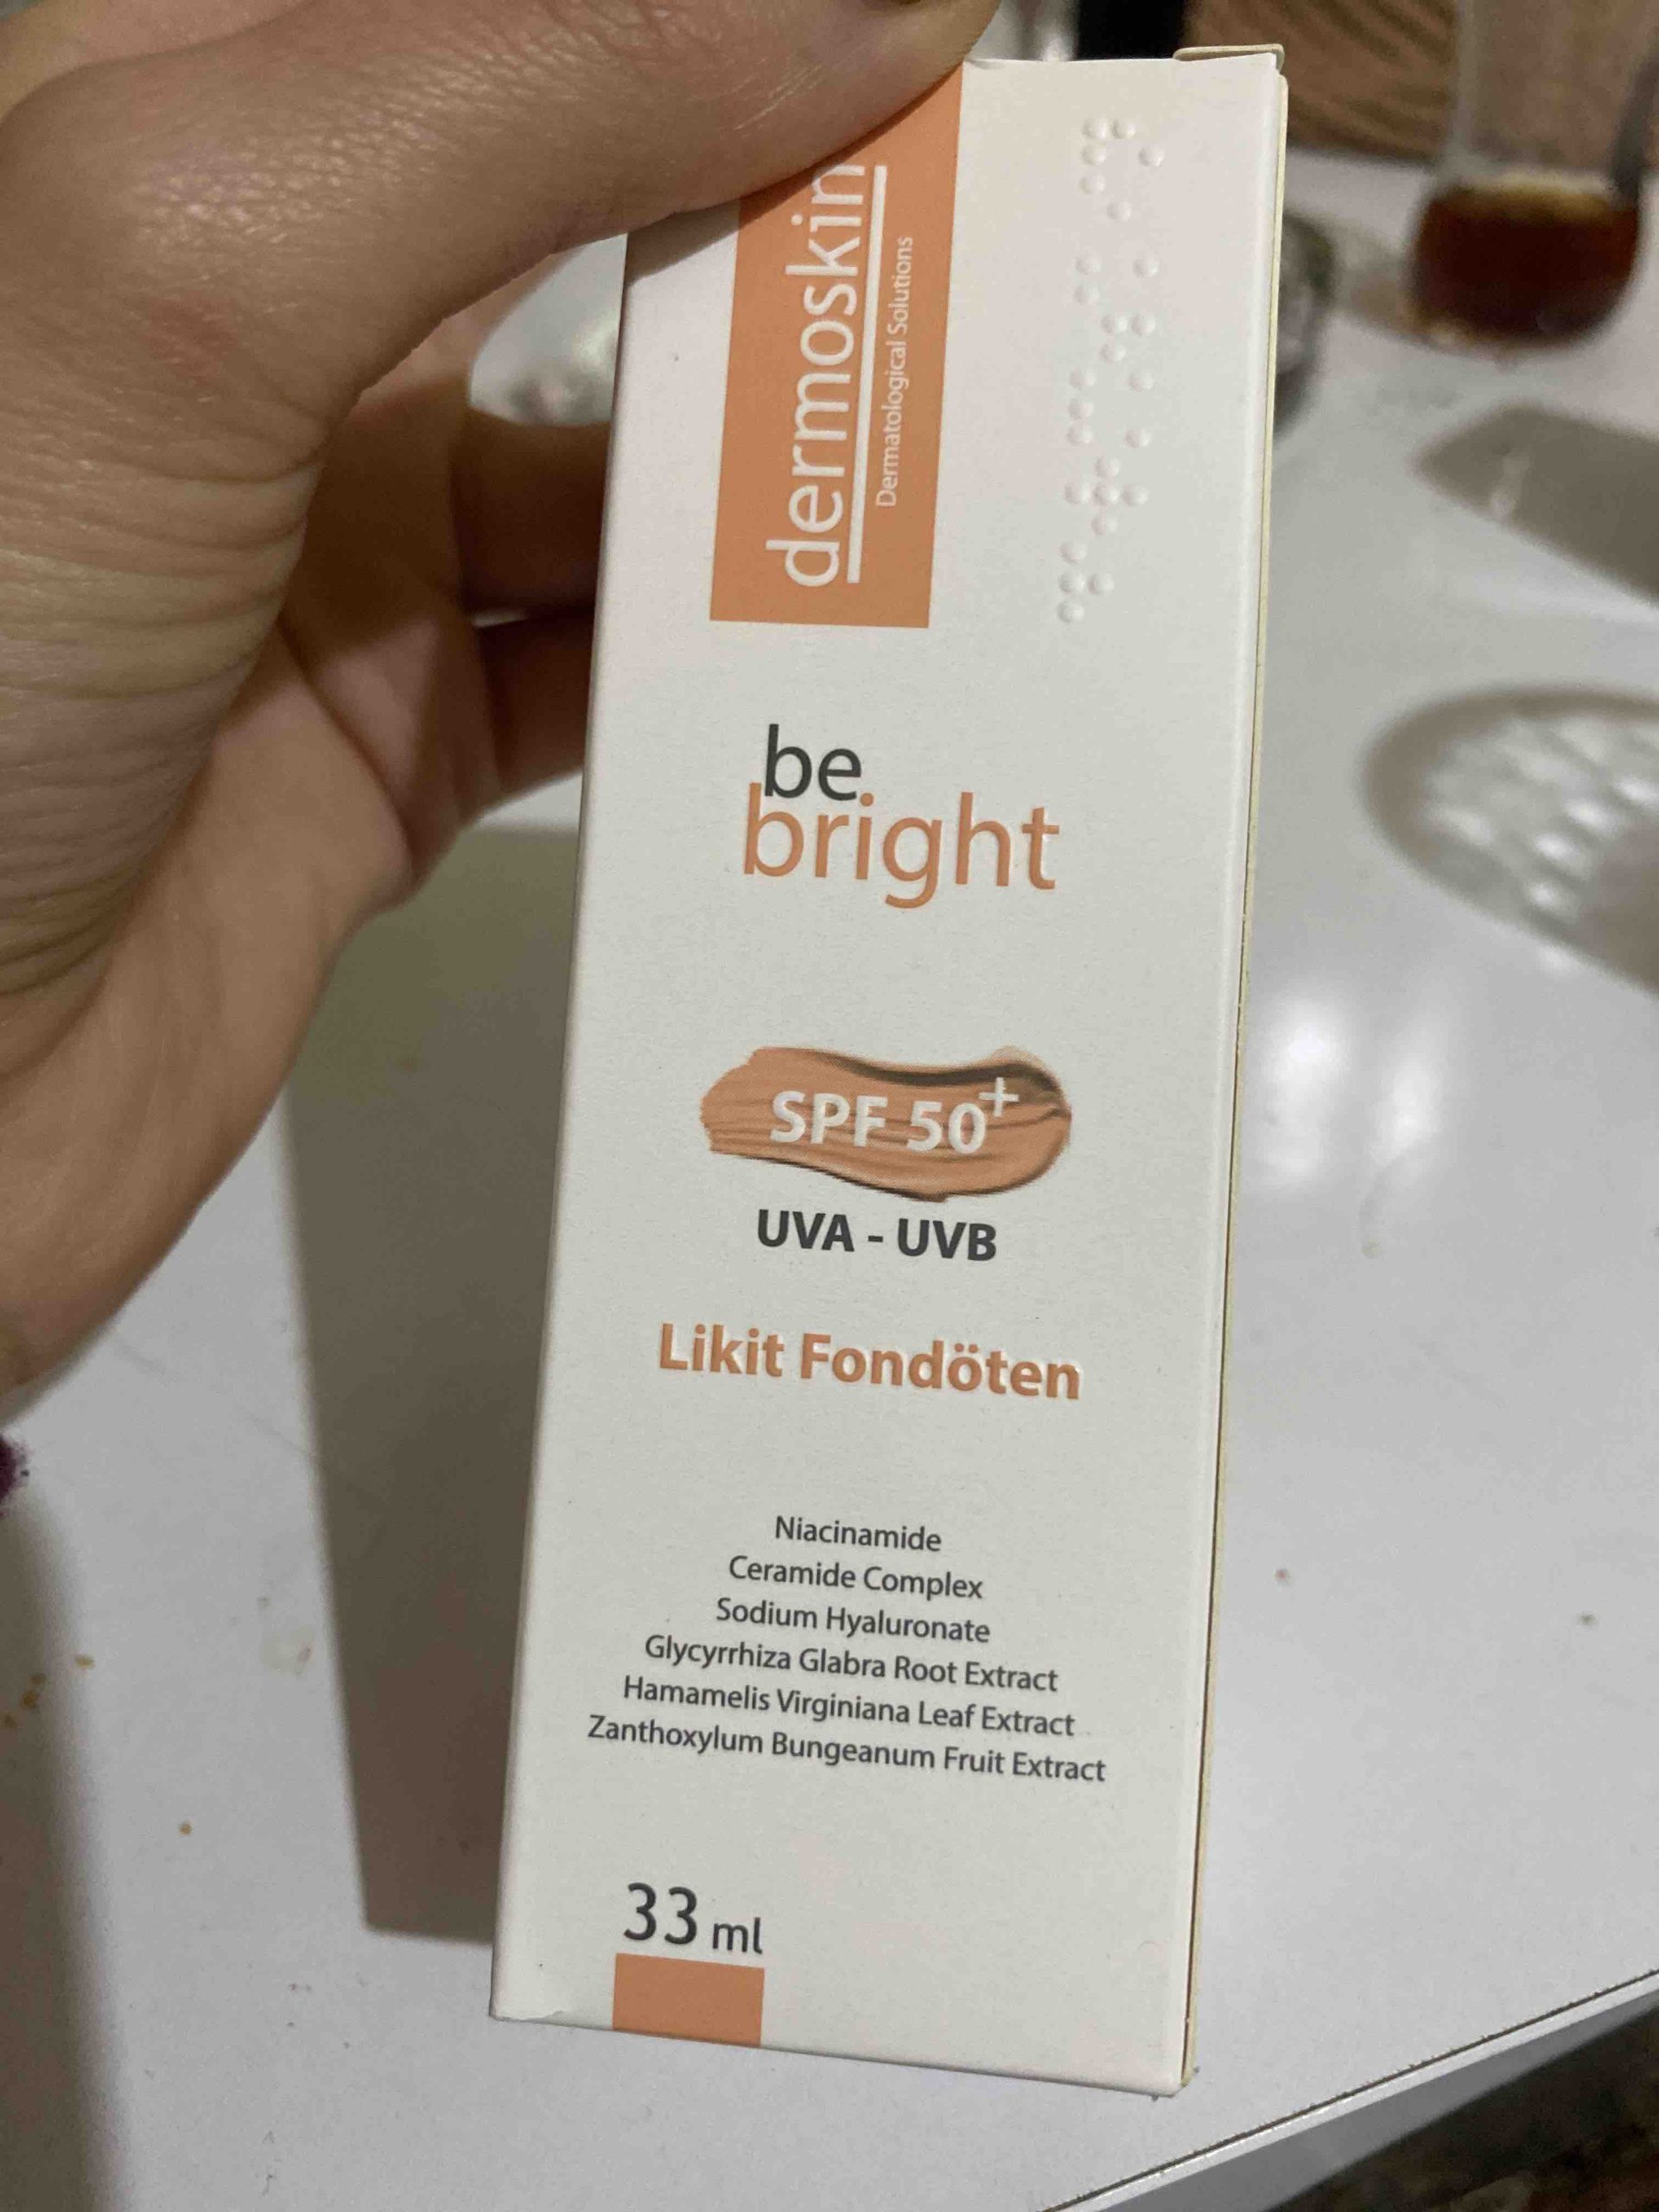 dermoskin
Dermatological Solutions
be
bright
SPF 50+
UVA - UVB
Likit Fondöten
Niacinamide
Ceramide Complex
Sodium Hyaluronate
Glycyrrhiza Glabra Root Extract
Hamamelis Virginiana Leaf Extract
Zanthoxylum Bungeanum Fruit Extract
33 ml